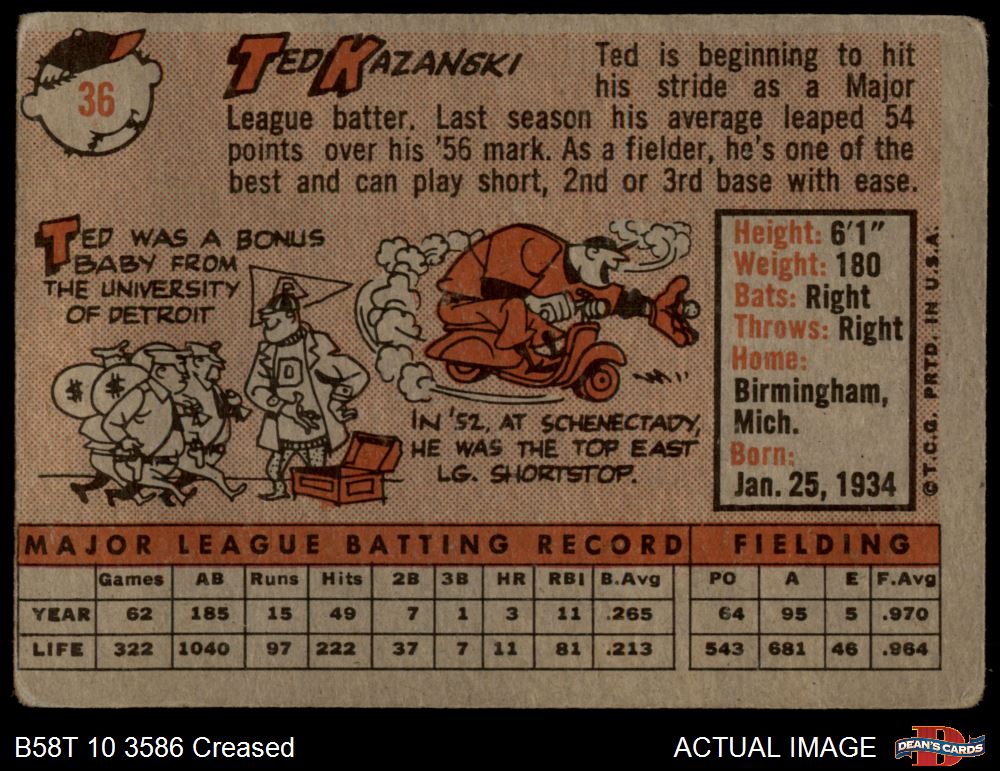 36
TED KAZANSKI
Ted is beginning to hit
his stride as a Major
League batter. Last season his average leaped 54
points over his '56 mark. As a fielder, he's one of the
best and can play short, 2nd or 3rd base with ease.
TED WAS A BONUS
BABY FROM
THE UNIVERSITY
OF DETROIT
D
$ $
IN '52, AT SCHENECTADY,
HE WAS THE TOP EAST
LG. SHORTSTOP.
Height: 6'1"
Weight: 180
Bats: Right
Throws: Right
Home:
Birmingham,
Mich.
Born:
Jan. 25, 1934
© T.C.G. PRTD. IN U.S.A.
MAJOR LEAGUE BATTING RECORD FIELDING
Games AB Runs Hits 2B 3B HR RBI B.Avg PO A E F.Avg
YEAR 62 185 15 49 7 1 3 11 .265 64 95 5 .970
LIFE 322 1040 97 222 37 7 11 81 .213 543 681 46 .964
B58T 10 3586 Creased ACTUAL IMAGE DEAN'S CARDS